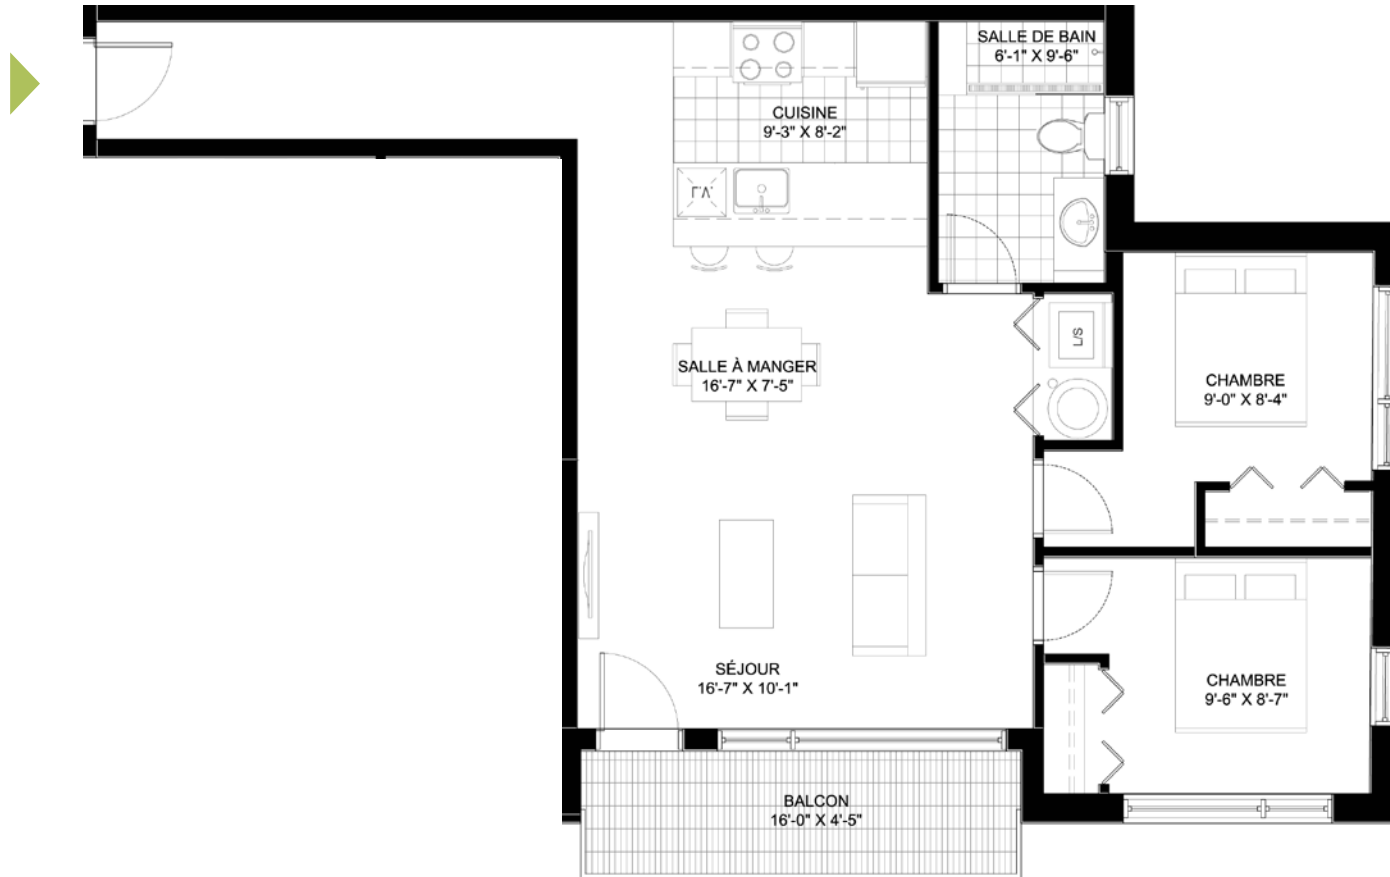 SALLE DE BAIN
6'-1" X 9'-6"
CUISINE
9'-3" X 8'-2"
L.V.
L/S
SALLE À MANGER
16'-7" X 7'-5"
CHAMBRE
9'-0" X 8'-4"
SÉJOUR
16'-7" X 10'-1"
CHAMBRE
9'-6" X 8'-7"
BALCON
16'-0" X 4'-5"